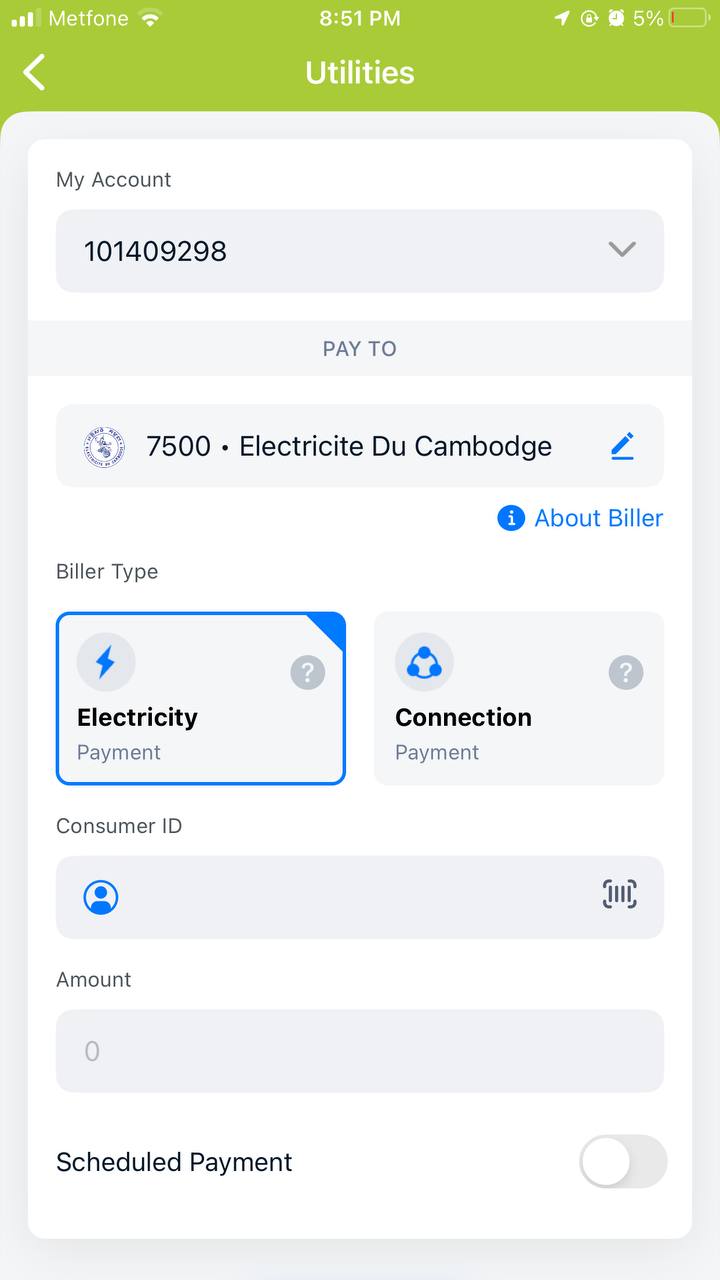 Metfone 8:51 PM 5%
Utilities
My Account
101409298
PAY TO
7500 • Electricite Du Cambodge
About Biller
Biller Type
Electricity
Payment
Connection
Payment
Consumer ID
Amount
0
Scheduled Payment